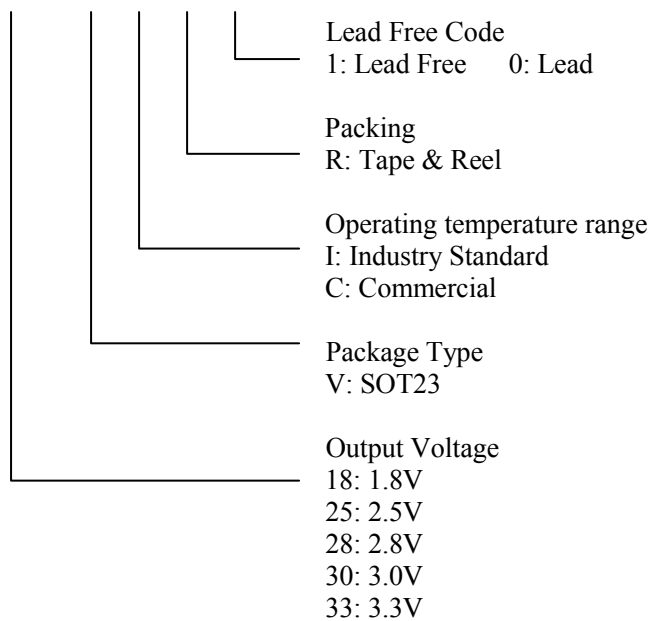 Lead Free Code
1: Lead Free 0: Lead
Packing
R: Tape & Reel
Operating temperature range
I: Industry Standard
C: Commercial
Package Type
V: SOT23
Output Voltage
18: 1.8V
25: 2.5V
28: 2.8V
30: 3.0V
33: 3.3V